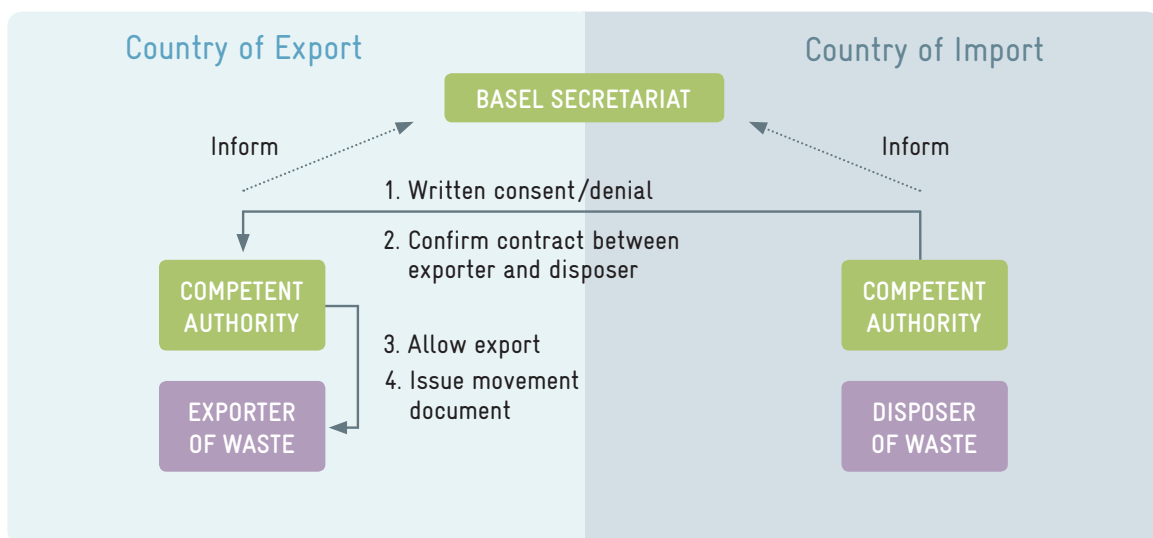 Country of Export
Country of Import
BASEL SECRETARIAT
Inform
Inform
1. Written consent/denial
2. Confirm contract between
exporter and disposer
COMPETENT
AUTHORITY
COMPETENT
AUTHORITY
3. Allow export
4. Issue movement
document
EXPORTER
OF WASTE
DISPOSER
OF WASTE